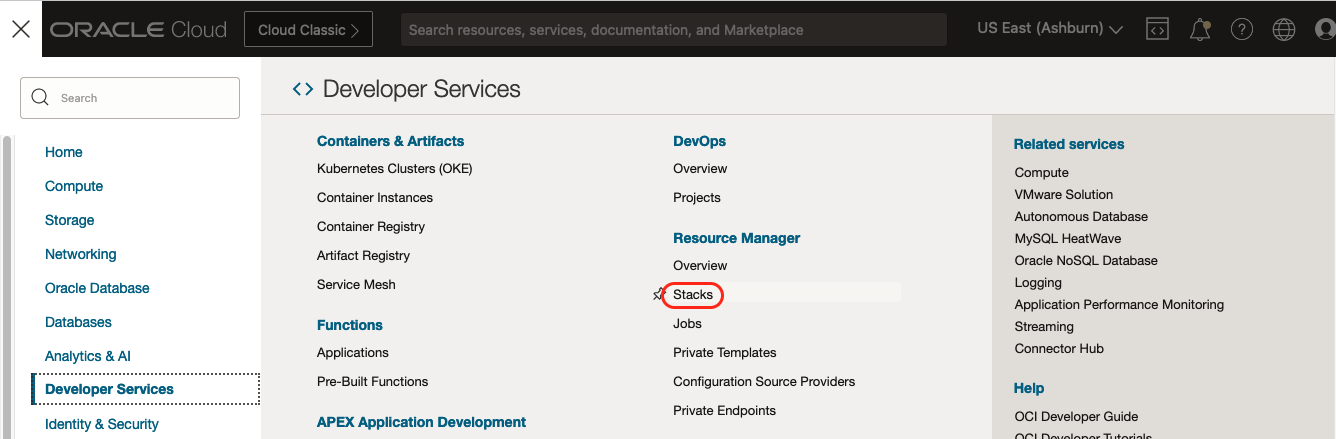 ORACLE Cloud
Cloud Classic >
Search resources, services, documentation, and Marketplace
US East (Ashburn)
Search
Home
Compute
Storage
Networking
Oracle Database
Databases
Analytics & AI
Developer Services
Identity & Security
Developer Services
Containers & Artifacts
Kubernetes Clusters (OKE)
Container Instances
Container Registry
Artifact Registry
Service Mesh
Functions
Applications
Pre-Built Functions
APEX Application Development
DevOps
Overview
Projects
Resource Manager
Overview
Stacks
Jobs
Private Templates
Configuration Source Providers
Private Endpoints
Related services
Compute
VMware Solution
Autonomous Database
MySQL HeatWave
Oracle NoSQL Database
Logging
Application Performance Monitoring
Streaming
Connector Hub
Help
OCI Developer Guide
OCI Developer Tutorials